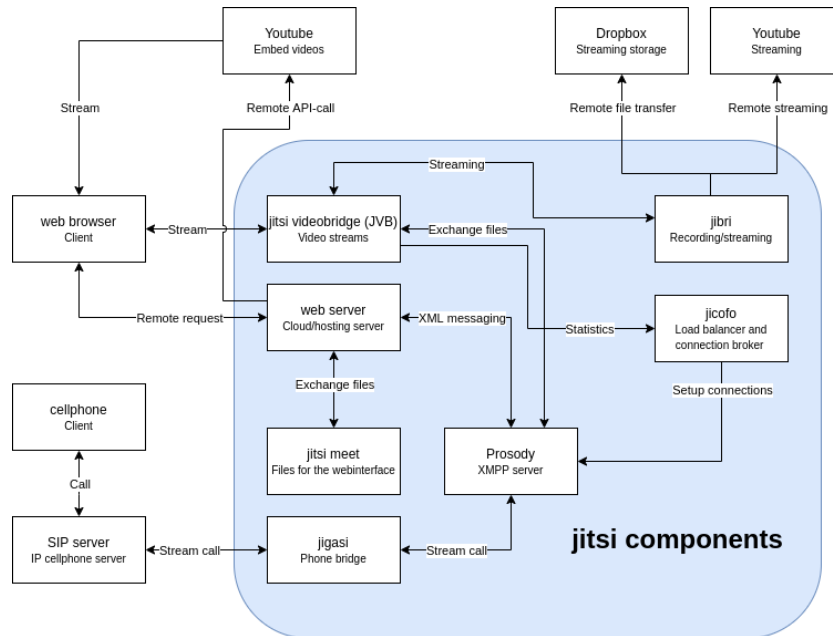 Youtube
Embed videos
Dropbox
Streaming storage
Youtube
Streaming
Stream
Remote API-call
Remote file transfer
Remote streaming
Streaming
web browser
Client
Stream
jitsi videobridge (JVB)
Video streams
Exchange files
jibri
Recording/streaming
Remote request
web server
Cloud/hosting server
XML messaging
Statistics
jicofo
Load balancer and
connection broker
Exchange files
Setup connections
cellphone
Client
jitsi meet
Files for the webinterface
Prosody
XMPP server
Call
SIP server
IP cellphone server
Stream call
jigasi
Phone bridge
Stream call
jitsi components